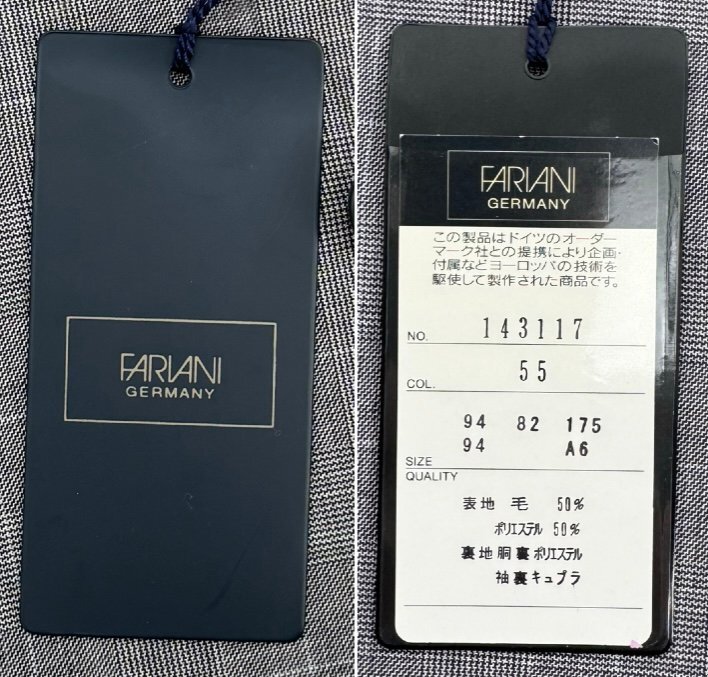 FARIANI
GERMANY
FARIANI
GERMANY
この製品はドイツのオーダー
マーク社との提携により企画・
付属などヨーロッパの技術を
駆使して製作された商品です。
NO. 143117
COL. 55
94 82 175
94 A6
SIZE
QUALITY
表地 毛 50%
ポリエステル 50%
裏地 胴裏 ポリエステル
袖裏 キュプラ